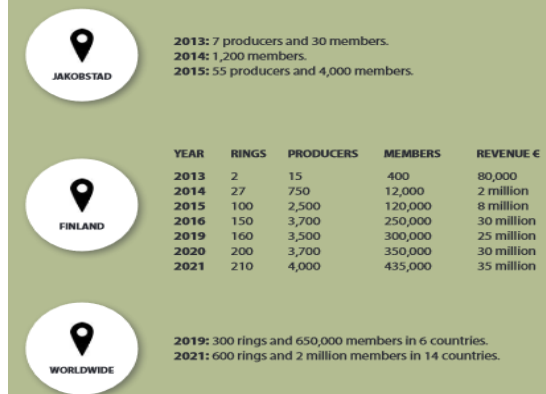 JAKOBSTAD
2013: 7 producers and 30 members.
2014: 1,200 members.
2015: 55 producers and 4,000 members.
FINLAND
YEAR RINGS PRODUCERS MEMBERS REVENUE €
2013 2 15 400 80,000
2014 27 750 12,000 2 million
2015 100 2,500 120,000 8 million
2016 150 3,700 250,000 30 million
2019 160 3,500 300,000 25 million
2020 200 3,700 350,000 30 million
2021 210 4,000 435,000 35 million
WORLDWIDE
2019: 300 rings and 650,000 members in 6 countries.
2021: 600 rings and 2 million members in 14 countries.